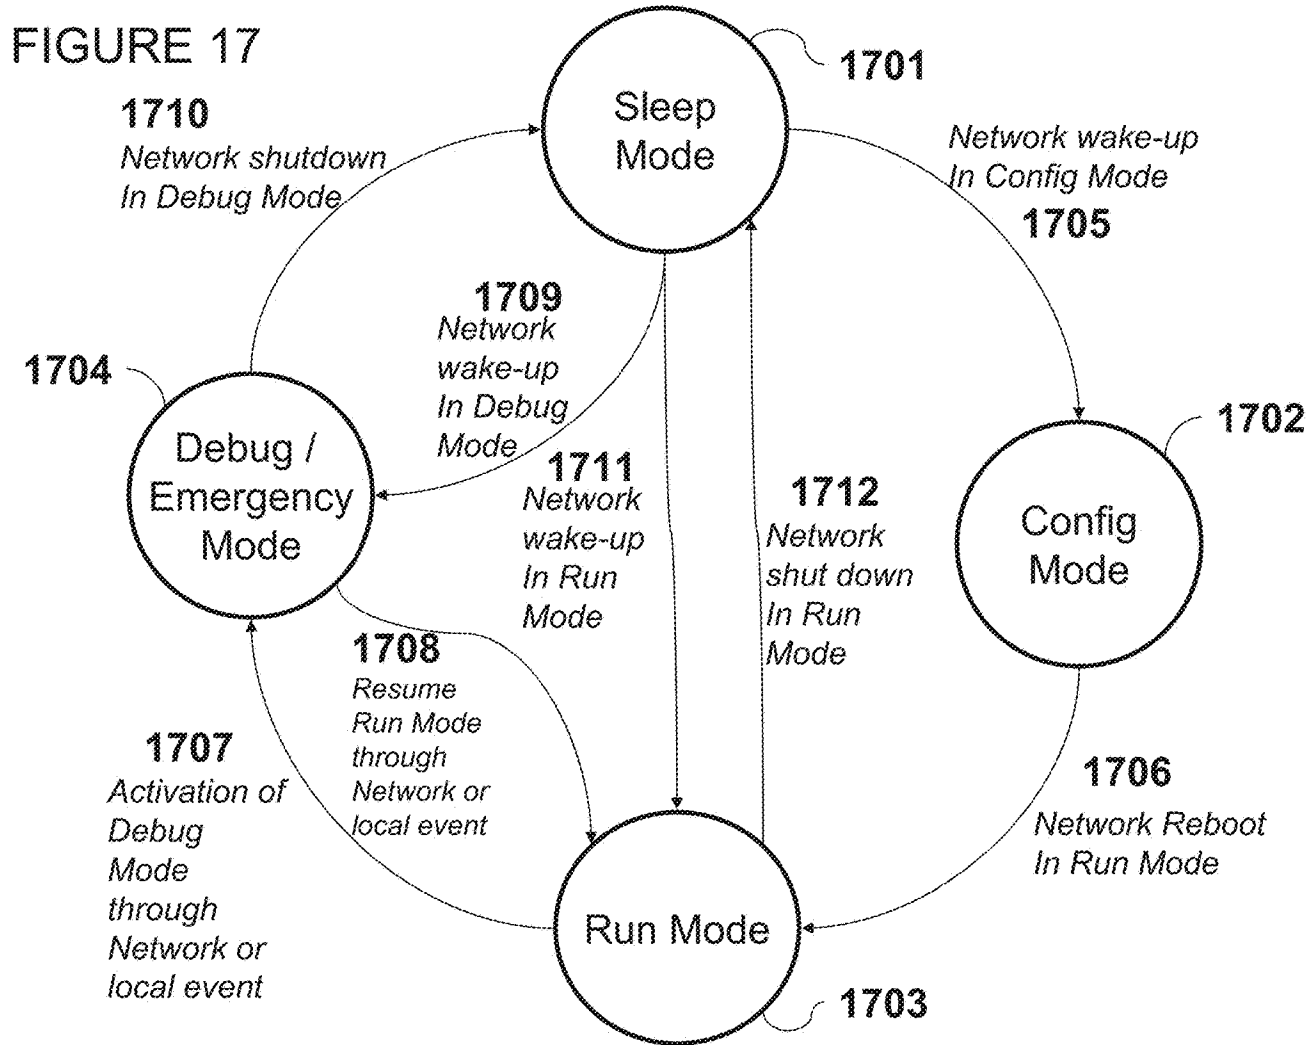 FIGURE 17
1701
Sleep
Mode
1710
Network shutdown
In Debug Mode
Network wake-up
In Config Mode
1705
1709
Network
wake-up
In Debug
Mode
1704
Debug /
Emergency
Mode
1711
Network
wake-up
In Run
Mode
1712
Network
shut down
In Run
Mode
1702
Config
Mode
1708
Resume
Run Mode
through
Network or
local event
1707
Activation of
Debug
Mode
through
Network or
local event
1706
Network Reboot
In Run Mode
Run Mode
1703